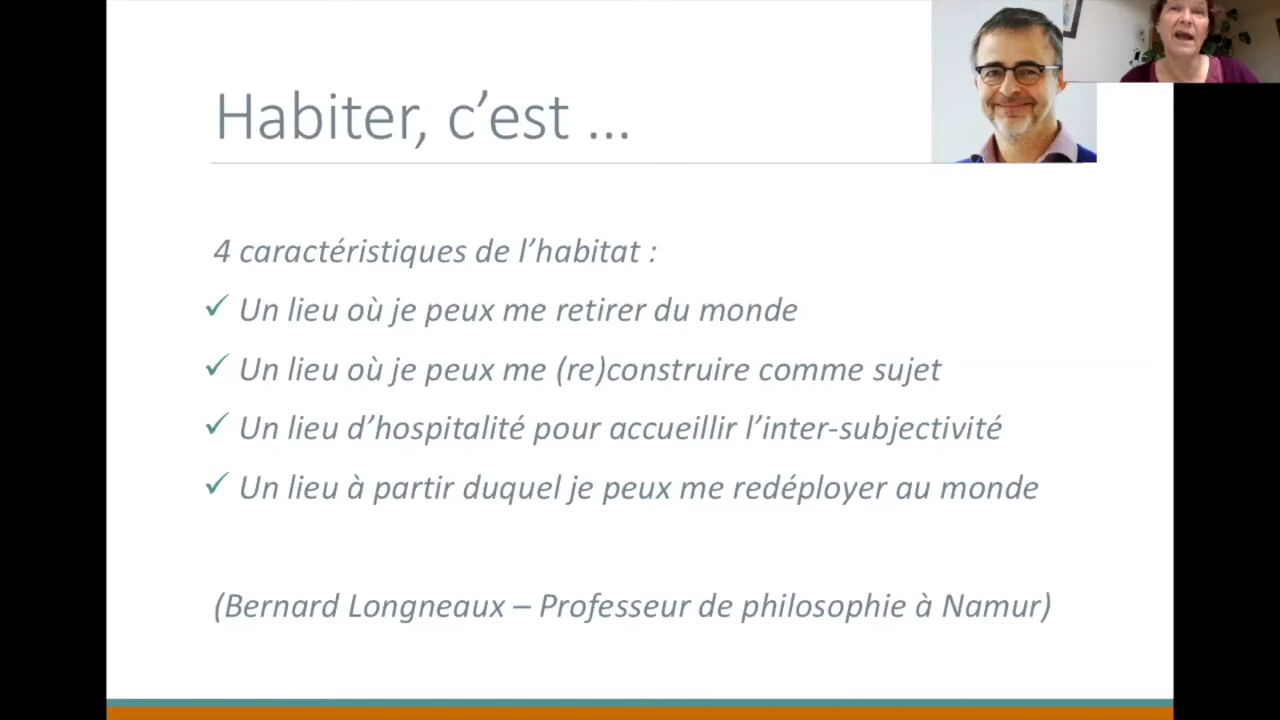 Habiter, c’est ...
4 caractéristiques de l’habitat :
✓ Un lieu où je peux me retirer du monde
✓ Un lieu où je peux me (re)construire comme sujet
✓ Un lieu d’hospitalité pour accueillir l’inter-subjectivité
✓ Un lieu à partir duquel je peux me redéployer au monde
(Bernard Longneaux – Professeur de philosophie à Namur)